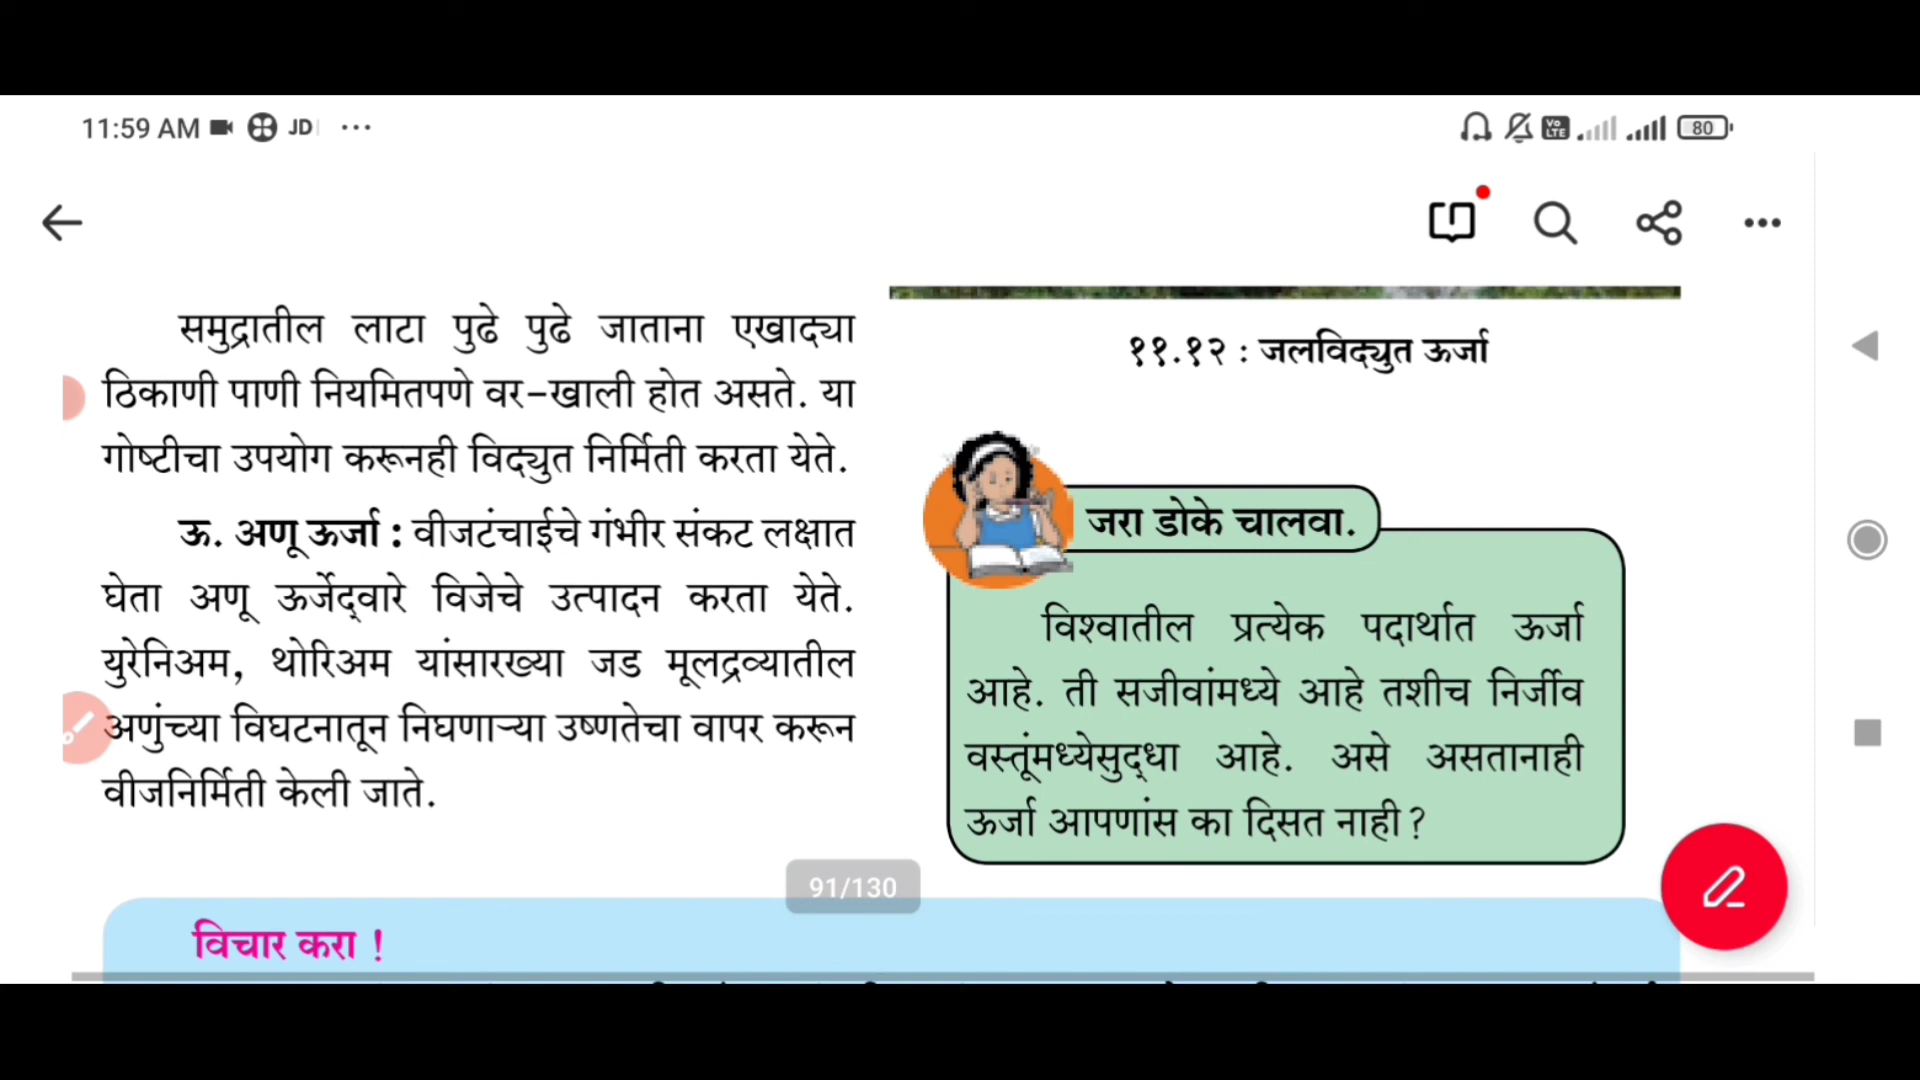 11:59 AM JD
VoLTE 80
समुद्रातील लाटा पुढे पुढे जाताना एखाद्या
ठिकाणी पाणी नियमितपणे वर-खाली होत असते. या
गोष्टीचा उपयोग करूनही विद्युत निर्मिती करता येते.
ऊ. अणू ऊर्जा : वीजटंचाईचे गंभीर संकट लक्षात
घेता अणू ऊर्जेद्‌वारे विजेचे उत्पादन करता येते.
युरेनिअम, थोरिअम यांसारख्या जड मूलद्रव्यातील
अणुंच्या विघटनातून निघणाऱ्या उष्णतेचा वापर करून
वीजनिर्मिती केली जाते.
११.१२ : जलविद्युत ऊर्जा
जरा डोके चालवा.
विश्वातील प्रत्येक पदार्थात ऊर्जा
आहे. ती सजीवांमध्ये आहे तशीच निर्जीव
वस्तूंमध्येसुद्‌धा आहे. असे असतानाही
ऊर्जा आपणांस का दिसत नाही?
91/130
विचार करा !